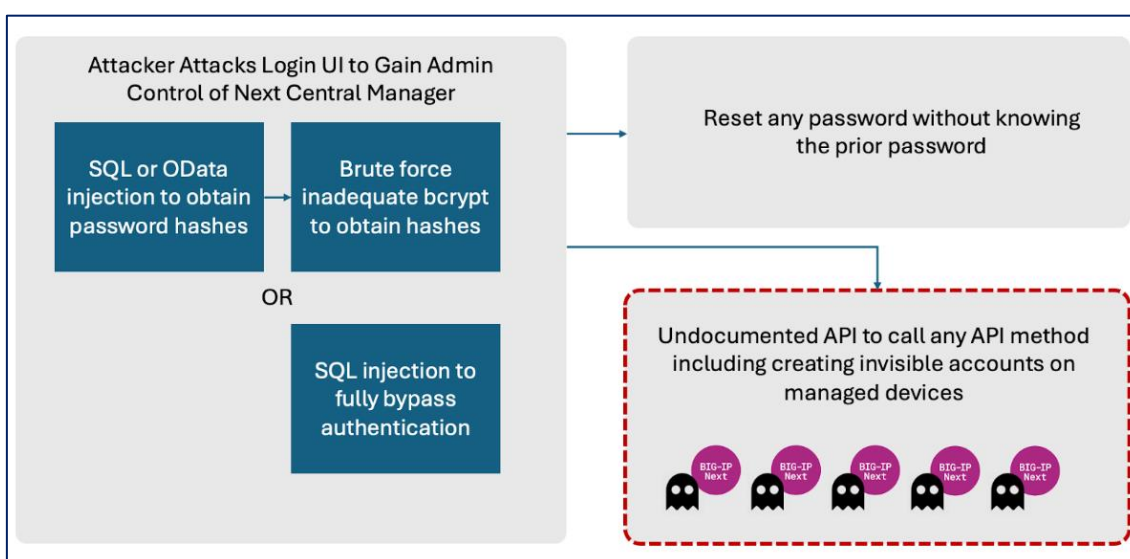 Attacker Attacks Login UI to Gain Admin
Control of Next Central Manager
SQL or OData
injection to obtain
password hashes
Brute force
inadequate bcrypt
to obtain hashes
OR
SQL injection to
fully bypass
authentication
Reset any password without knowing
the prior password
Undocumented API to call any API method
including creating invisible accounts on
managed devices
BIG-IP
Next
BIG-IP
Next
BIG-IP
Next
BIG-IP
Next
BIG-IP
Next